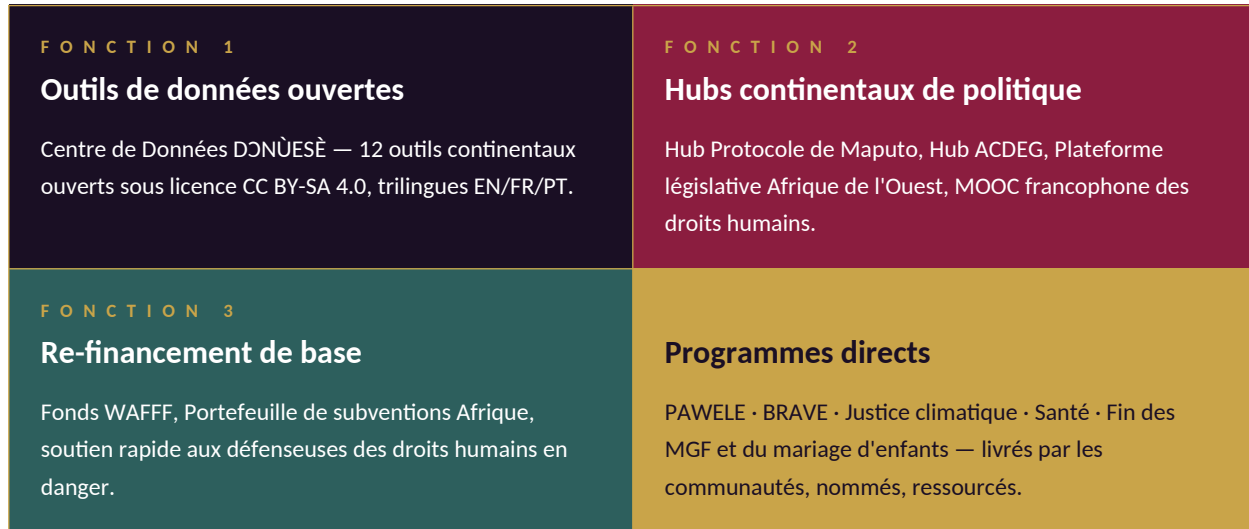 FONCTION 1
Outils de données ouvertes
Centre de Données DƆNÙESÈ — 12 outils continentaux
ouverts sous licence CC BY-SA 4.0, trilingues EN/FR/PT.
FONCTION 2
Hubs continentaux de politique
Hub Protocole de Maputo, Hub ACDEG, Plateforme
législative Afrique de l'Ouest, MOOC francophone des
droits humains.
FONCTION 3
Re-financement de base
Fonds WAFFF, Portefeuille de subventions Afrique,
soutien rapide aux défenseuses des droits humains en
danger.
Programmes directs
PAWELE · BRAVE · Justice climatique · Santé · Fin des
MGF et du mariage d'enfants — livrés par les
communautés, nommés, ressourcés.